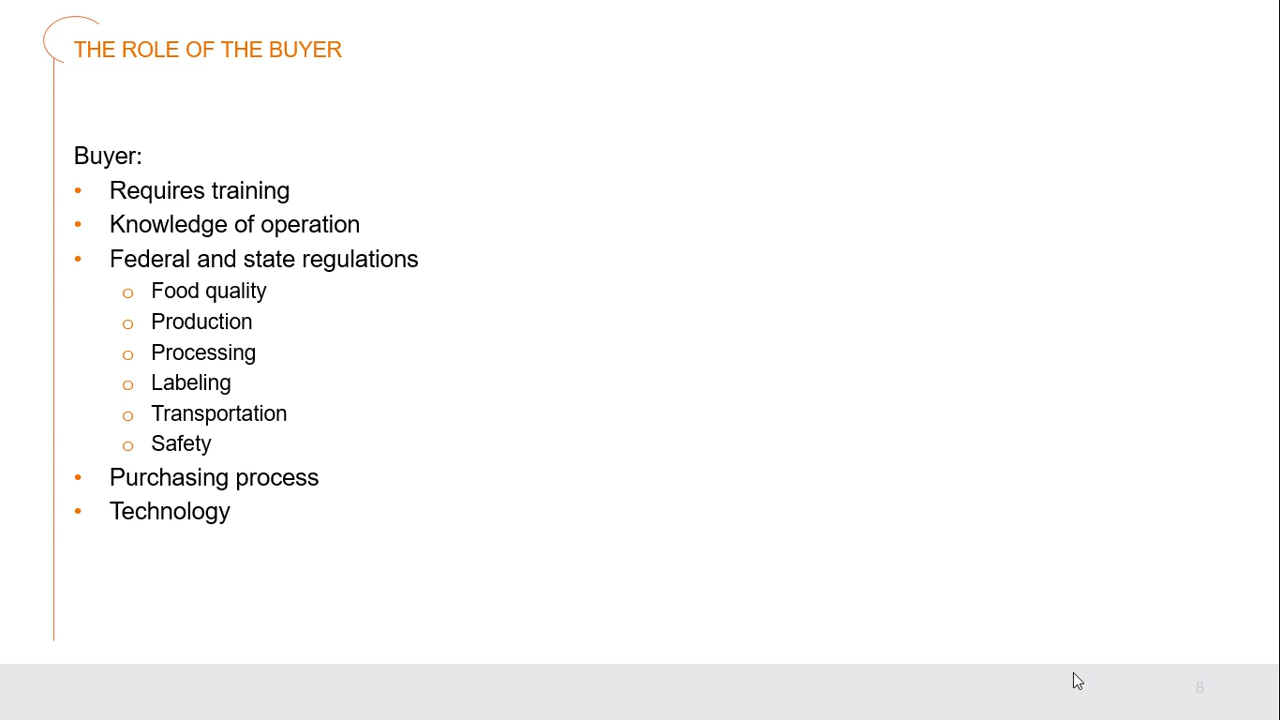 THE ROLE OF THE BUYER
Buyer:
• Requires training
• Knowledge of operation
• Federal and state regulations
o Food quality
o Production
o Processing
o Labeling
o Transportation
o Safety
• Purchasing process
• Technology
8